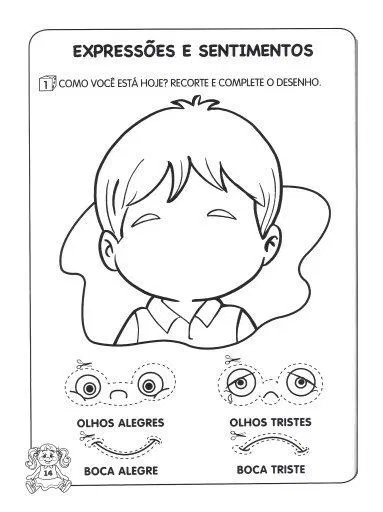 EXPRESSÕES E SENTIMENTOS
1 COMO VOCÊ ESTÁ HOJE? RECORTE E COMPLETE O DESENHO.
OLHOS ALEGRES
OLHOS TRISTES
BOCA ALEGRE
BOCA TRISTE
14